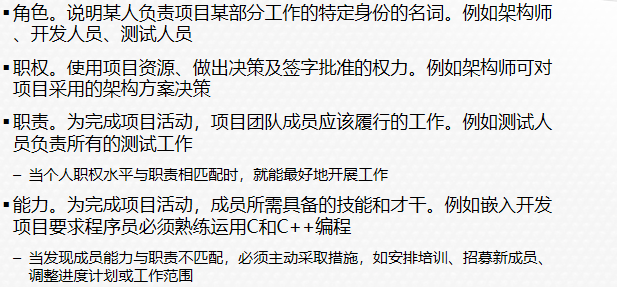 ▪角色。说明某人负责项目某部分工作的特定身份的名词。例如架构师
、开发人员、测试人员
▪职权。使用项目资源、做出决策及签字批准的权力。例如架构师可对
项目采用的架构方案决策
▪职责。为完成项目活动，项目团队成员应该履行的工作。例如测试人
员负责所有的测试工作
– 当个人职权水平与职责相匹配时，就能最好地开展工作
▪能力。为完成项目活动，成员所需具备的技能和才干。例如嵌入开发
项目要求程序员必须熟练运用C和C++编程
– 当发现成员能力与职责不匹配，必须主动采取措施，如安排培训、招募新成员、
调整进度计划或工作范围